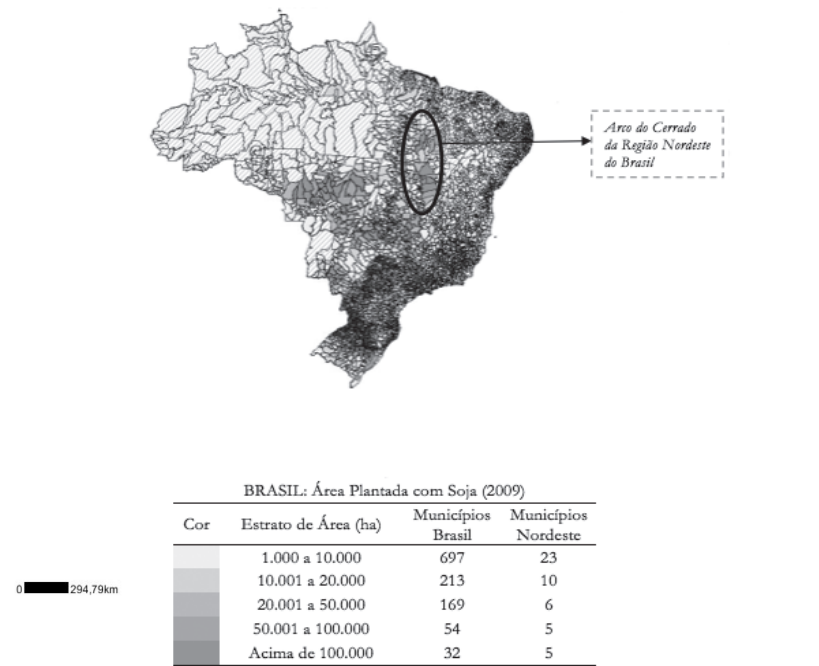 Arco do Cerrado
da Região Nordeste
do Brasil
BRASIL: Área Plantada com Soja (2009)
Cor Estrato de Área (ha) Municípios Brasil Municípios Nordeste
1.000 a 10.000 697 23
10.001 a 20.000 213 10
20.001 a 50.000 169 6
50.001 a 100.000 54 5
Acima de 100.000 32 5
0 294,79km